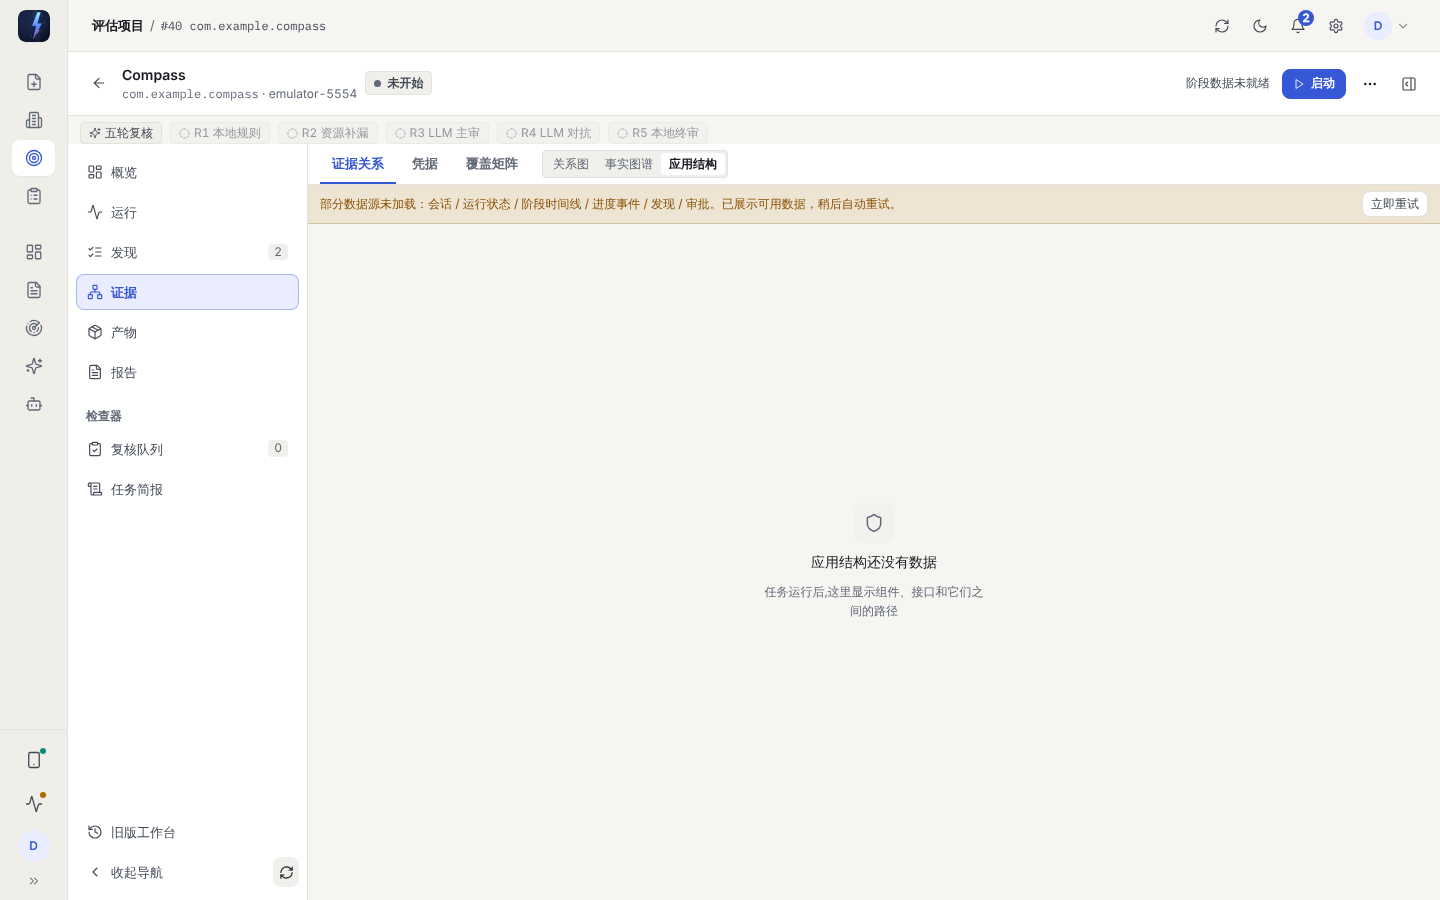 评估项目 / #40 com.example.compass
2
D
Compass
com.example.compass · emulator-5554
未开始
阶段数据未就绪
启动
五轮复核
R1 本地规则
R2 资源补漏
R3 LLM 主审
R4 LLM 对抗
R5 本地终审
概览
运行
发现
2
证据
产物
报告
检查器
复核队列
0
任务简报
旧版工作台
收起导航
D
证据关系
凭据
覆盖矩阵
关系图
事实图谱
应用结构
部分数据源未加载：会话 / 运行状态 / 阶段时间线 / 进度事件 / 发现 / 审批。已展示可用数据，稍后自动重试。
立即重试
应用结构还没有数据
任务运行后,这里显示组件、接口和它们之
间的路径